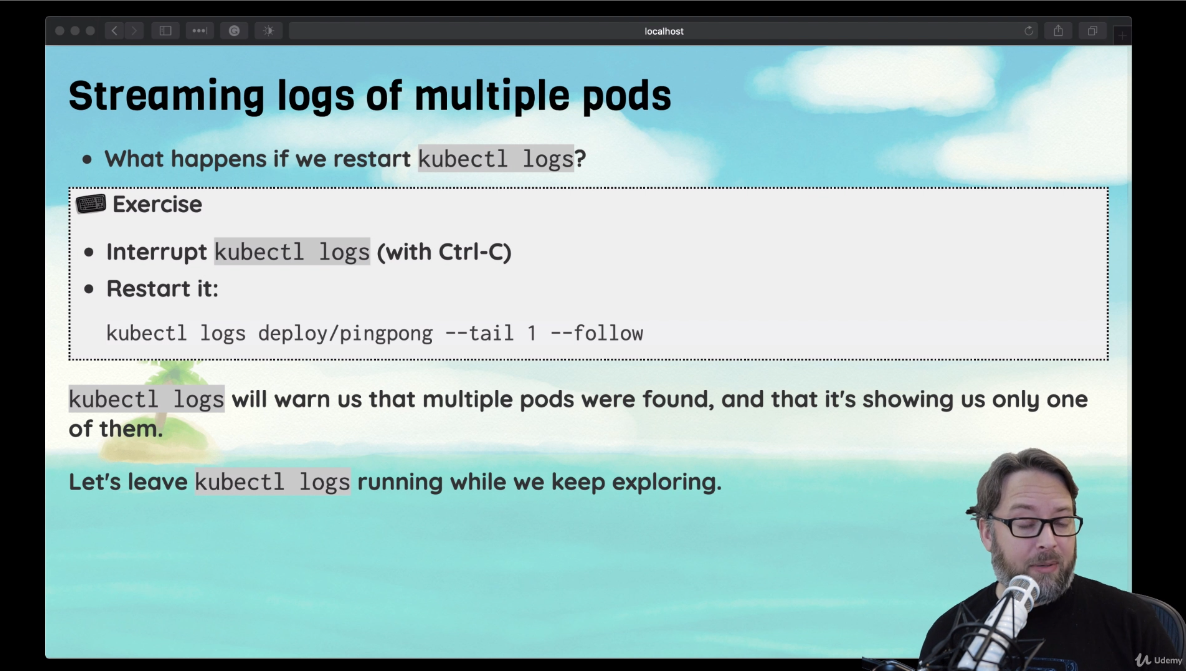 localhost
Streaming logs of multiple pods
• What happens if we restart kubectl logs?
Exercise
• Interrupt kubectl logs (with Ctrl-C)
• Restart it:
kubectl logs deploy/pingpong --tail 1 --follow
kubectl logs will warn us that multiple pods were found, and that it's showing us only one
of them.
Let's leave kubectl logs running while we keep exploring.
Udemy